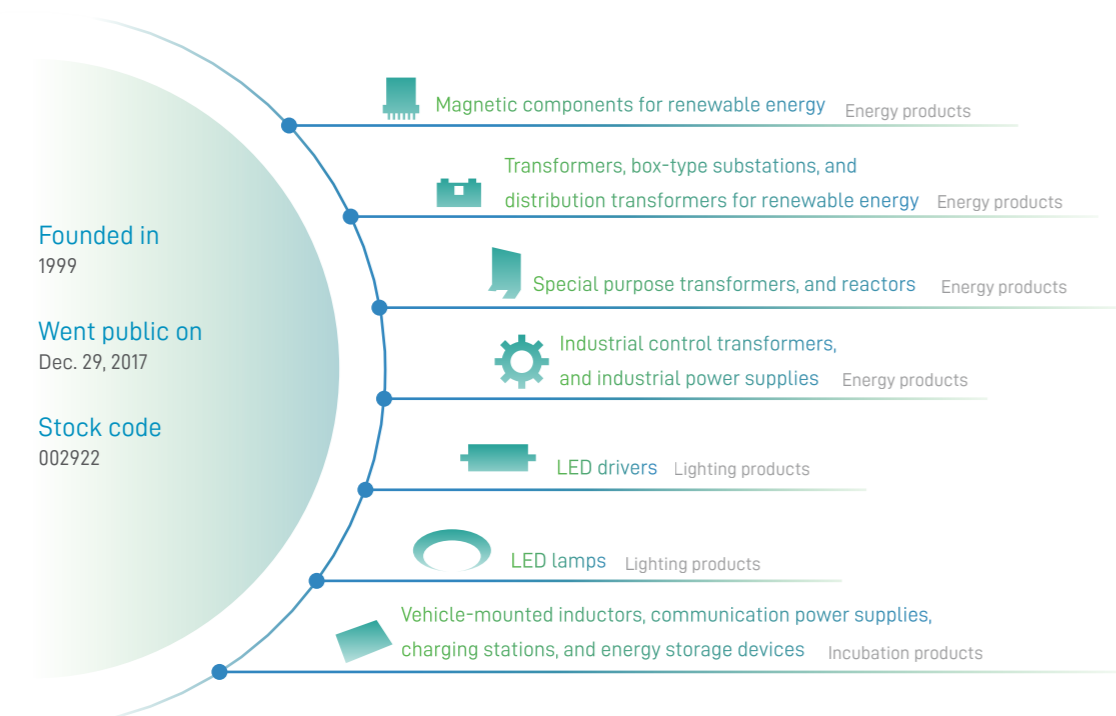 Founded in
1999
Went public on
Dec. 29, 2017
Stock code
002922
Magnetic components for renewable energy Energy products
Transformers, box-type substations, and
distribution transformers for renewable energy Energy products
Special purpose transformers, and reactors Energy products
Industrial control transformers,
and industrial power supplies Energy products
LED drivers Lighting products
LED lamps Lighting products
Vehicle-mounted inductors, communication power supplies,
charging stations, and energy storage devices Incubation products